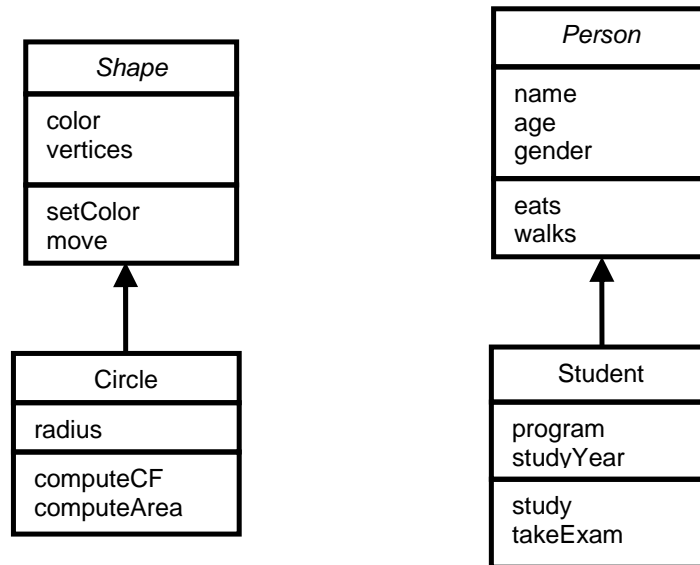 Shape
color
vertices
setColor
move
Circle
radius
computeCF
computeArea
Person
name
age
gender
eats
walks
Student
program
studyYear
study
takeExam